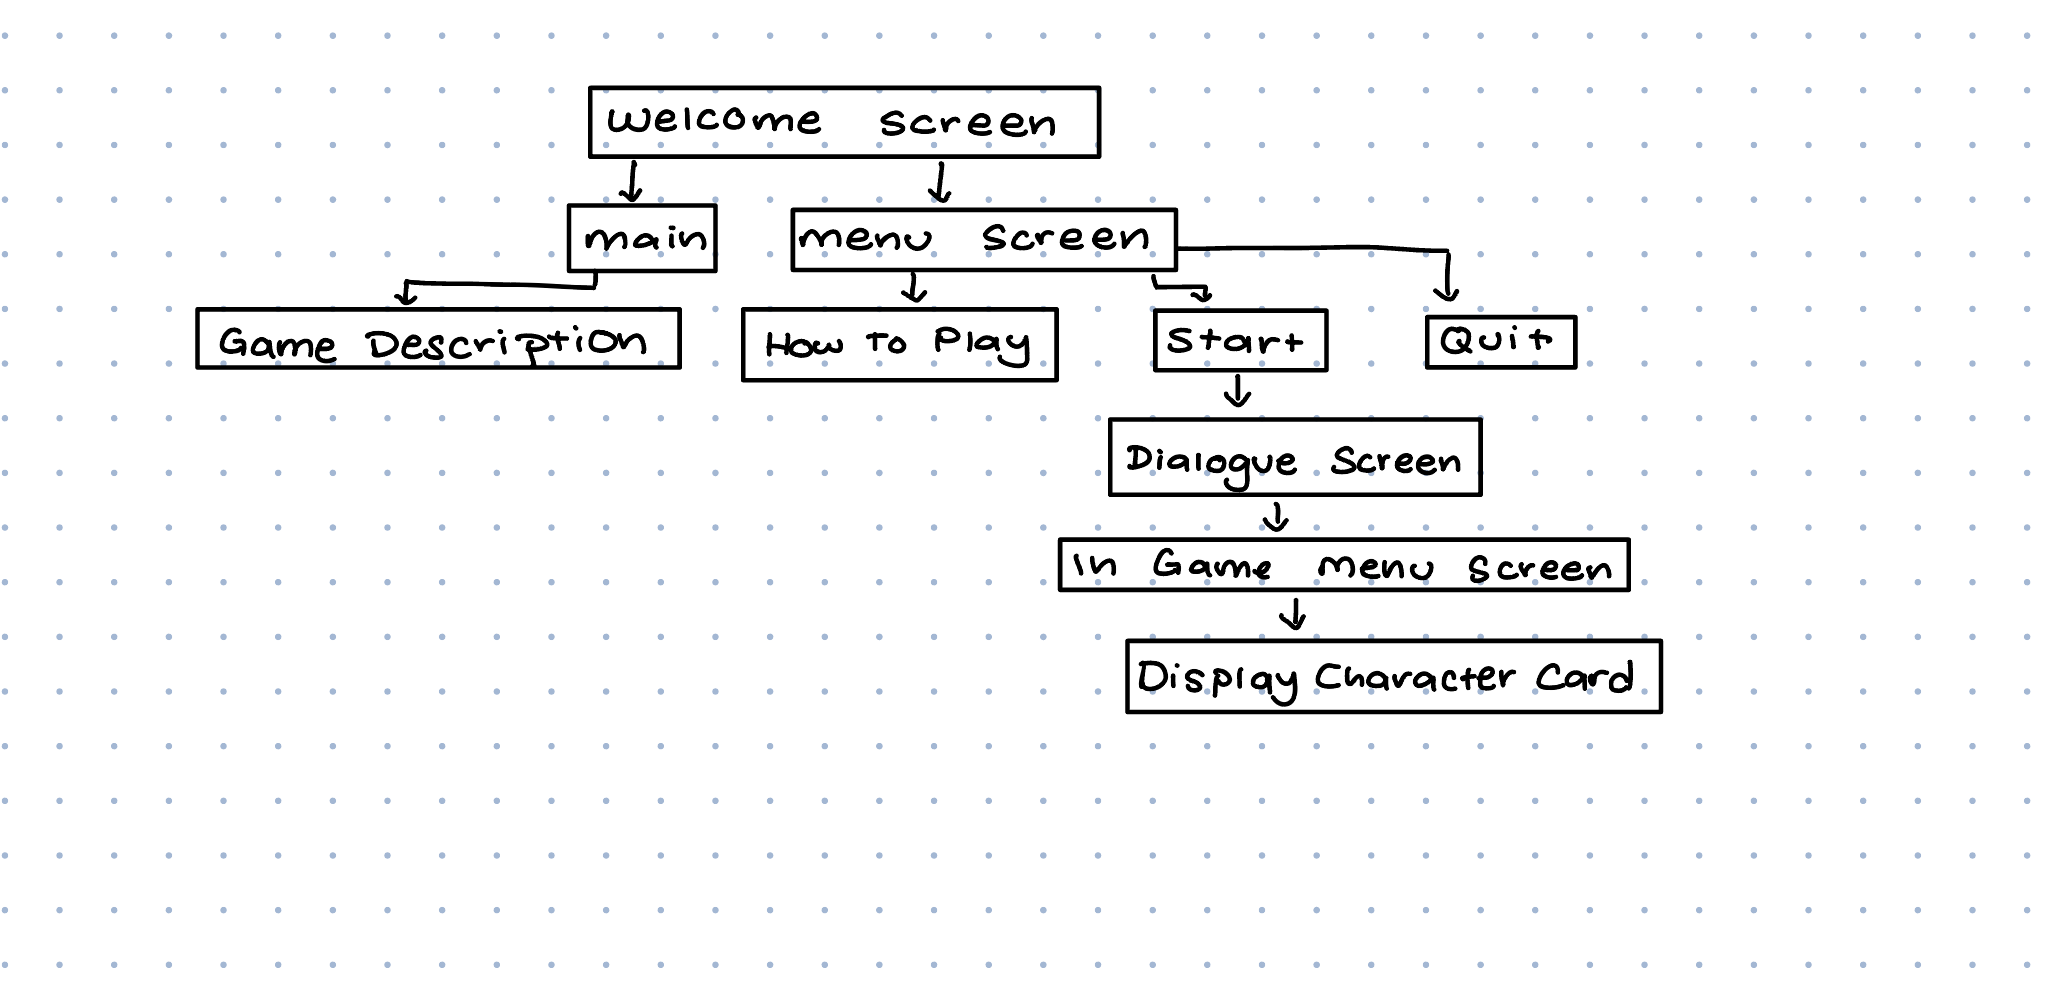 Welcome screen
main
menu screen
Game Description
How to Play
Start
Quit
Dialogue Screen
In Game menu Screen
Display Character Card